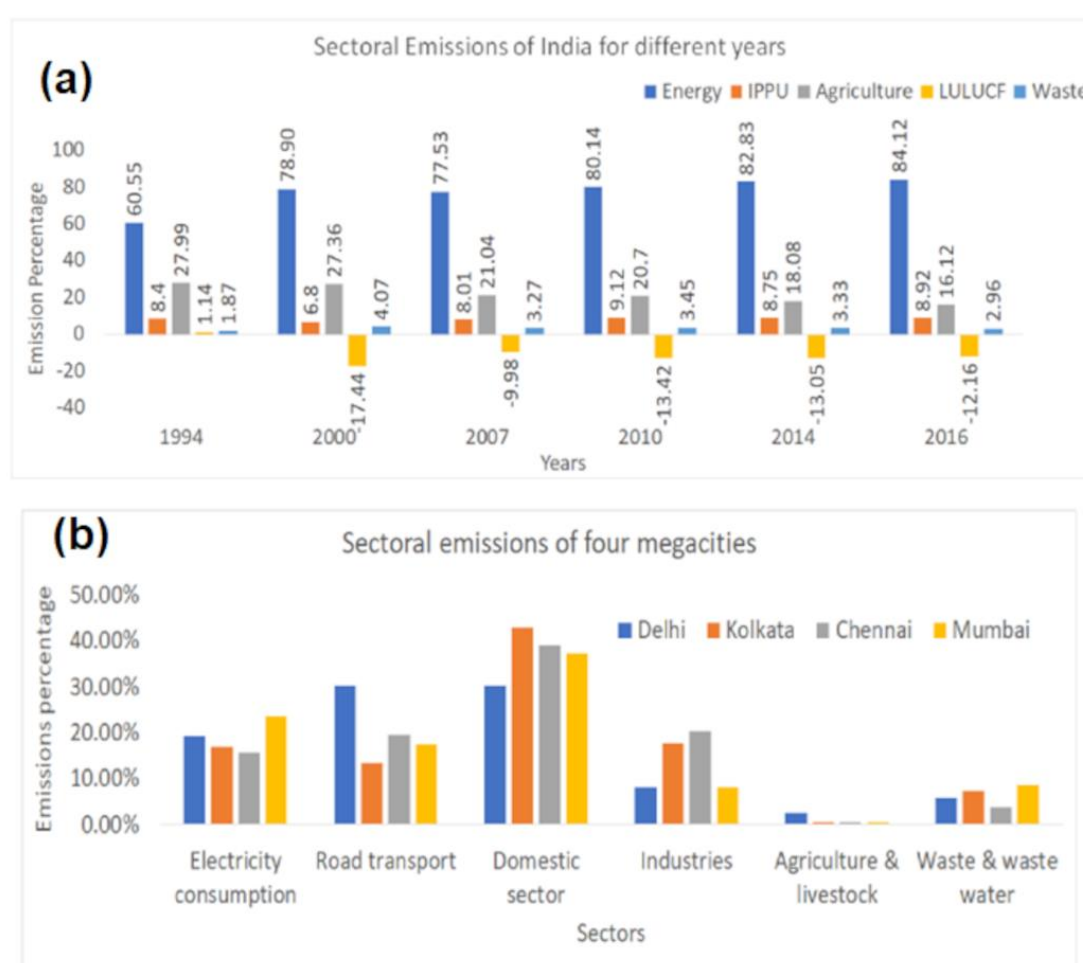 (a)
Sectoral Emissions of India for different years
Energy IPPU Agriculture LULUCF Waste
Emission Percentage
100
80
60
40
20
0
-20
-40
60.55 8.4 27.99 1.14 1.87
78.90 6.8 27.36 -17.44 4.07
77.53 8.01 21.04 -9.98 3.27
80.14 9.12 20.7 -13.42 3.45
82.83 8.75 18.08 -13.05 3.33
84.12 8.92 16.12 -12.16 2.96
1994 2000 2007 2010 2014 2016
Years
(b)
Sectoral emissions of four megacities
Delhi Kolkata Chennai Mumbai
Emissions percentage
50.00%
40.00%
30.00%
20.00%
10.00%
0.00%
Electricity Road transport Domestic Industries Agriculture & Waste & waste
consumption sector livestock water
Sectors